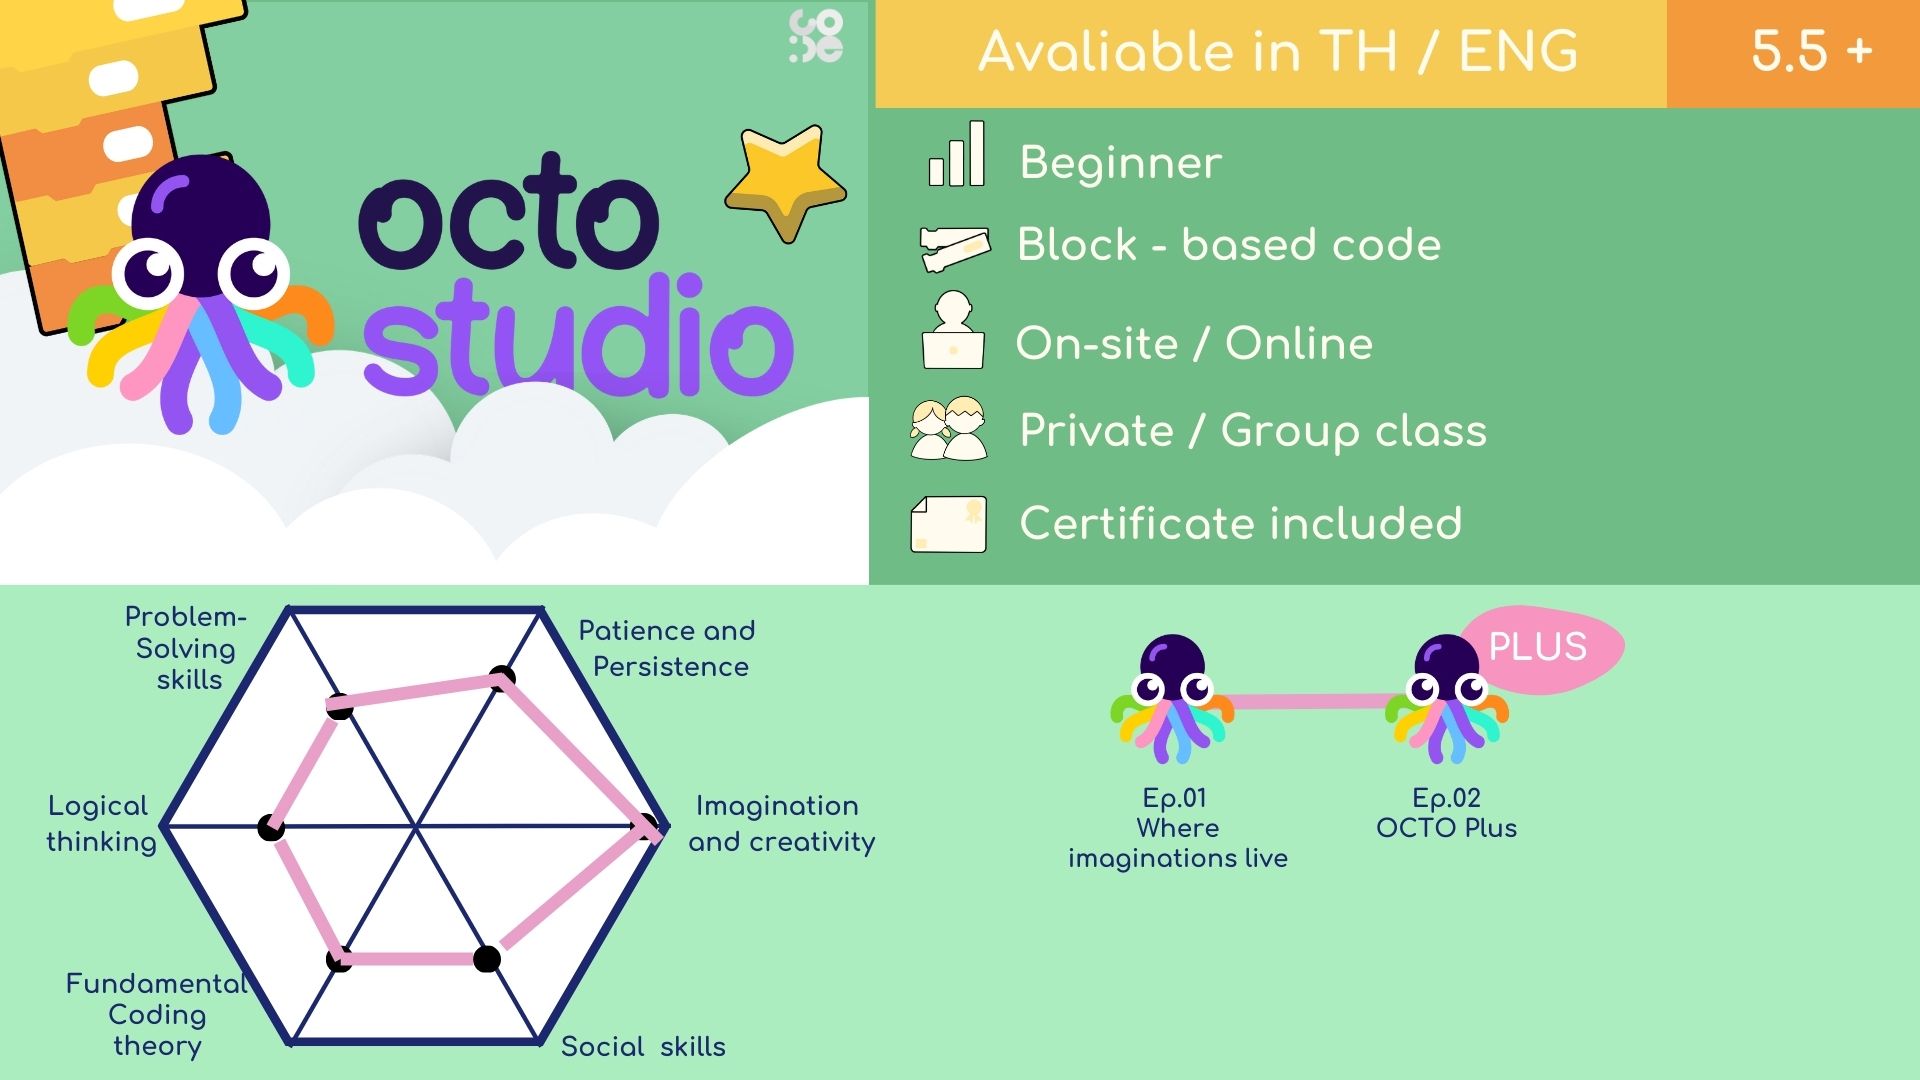 CO
DE
octo
studio
Avaliable in TH / ENG
5.5 +
Beginner
Block - based code
On-site / Online
Private / Group class
Certificate included
Problem-
Solving
skills
Patience and
Persistence
Logical
thinking
Imagination
and creativity
Fundamental
Coding
theory
Social skills
PLUS
Ep.01
Where
imaginations live
Ep.02
OCTO Plus